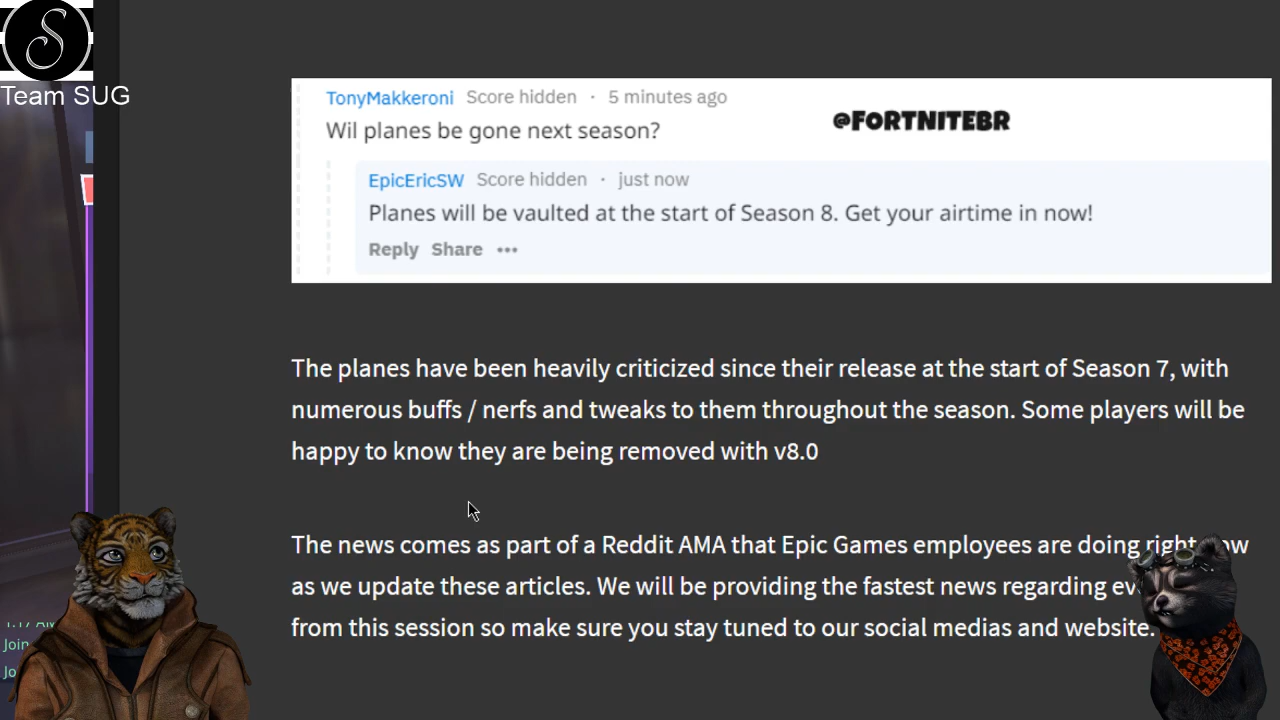 S
Team SUG
TonyMakkeroni Score hidden · 5 minutes ago
@FORTNITEBR
Wil planes be gone next season?
EpicEricSW Score hidden · just now
Planes will be vaulted at the start of Season 8. Get your airtime in now!
Reply Share •••
The planes have been heavily criticized since their release at the start of Season 7, with
numerous buffs / nerfs and tweaks to them throughout the season. Some players will be
happy to know they are being removed with v8.0
The news comes as part of a Reddit AMA that Epic Games employees are doing right
as we update these articles. We will be providing the fastest news regarding
from this session so make sure you stay tuned to our social medias and website.
Join
Jo